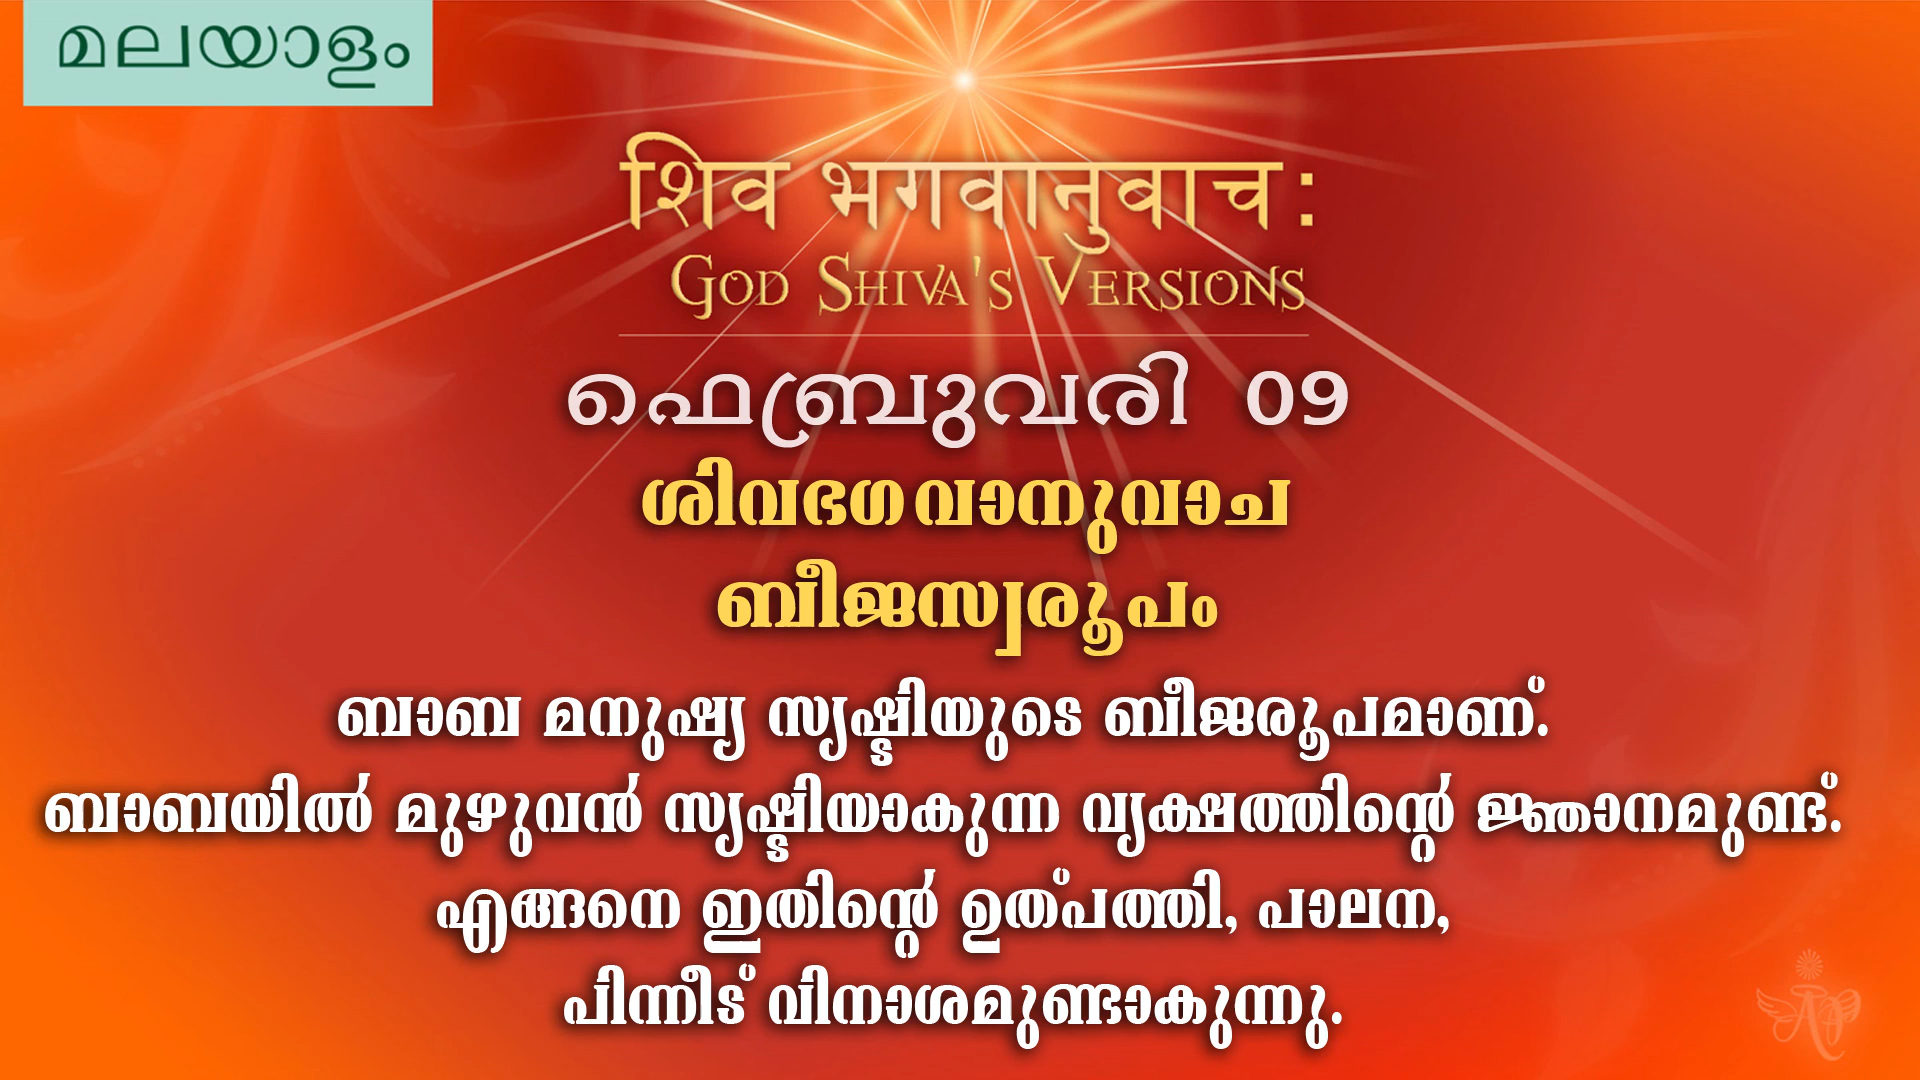 മലയാളം
शिव भगवानुवाच:
God Shiva's Versions
ഫെബ്രുവരി 09
ശിവഭഗവാനുവാച
ബീജസ്വരൂപം
ബാബ മനുഷ്യ സൃഷ്ടിയുടെ ബീജരൂപമാണ്.
ബാബയിൽ മുഴുവൻ സൃഷ്ടിയാകുന്ന വൃക്ഷത്തിന്റെ ജ്ഞാനമുണ്ട്.
എങ്ങനെ ഇതിന്റെ ഉത്പത്തി, പാലന,
പിന്നീട് വിനാശമുണ്ടാകുന്നു.